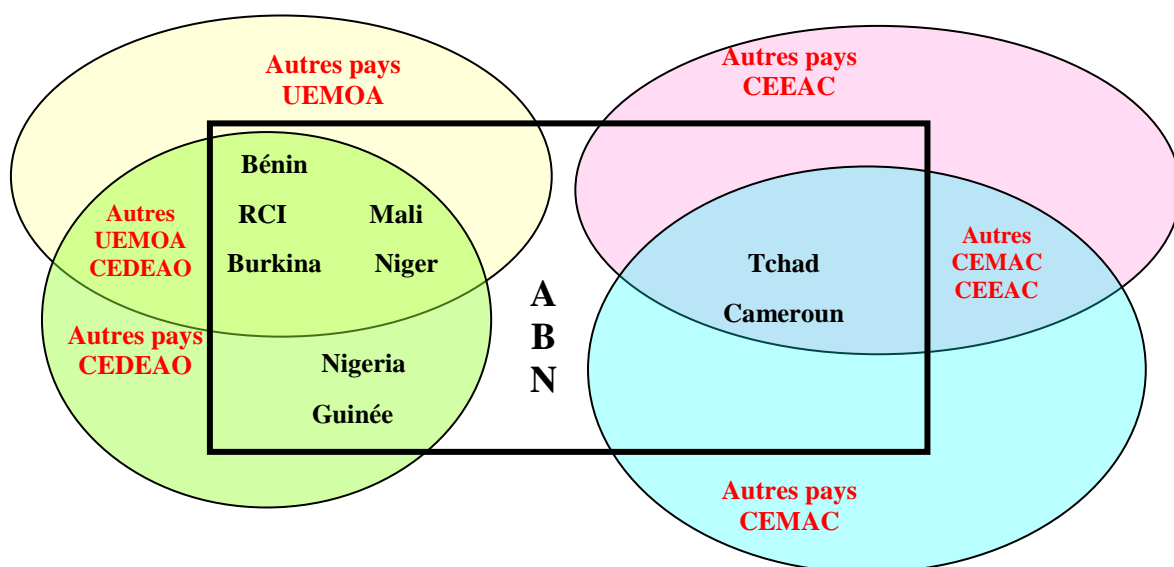 Autres pays
UEMOA
Autres pays
CEEAC
Bénin
RCI
Mali
Burkina
Niger
Autres
UEMOA
CEDEAO
Autres pays
CEDEAO
Nigeria
Guinée
A
B
N
Tchad
Cameroun
Autres
CEMAC
CEEAC
Autres pays
CEMAC